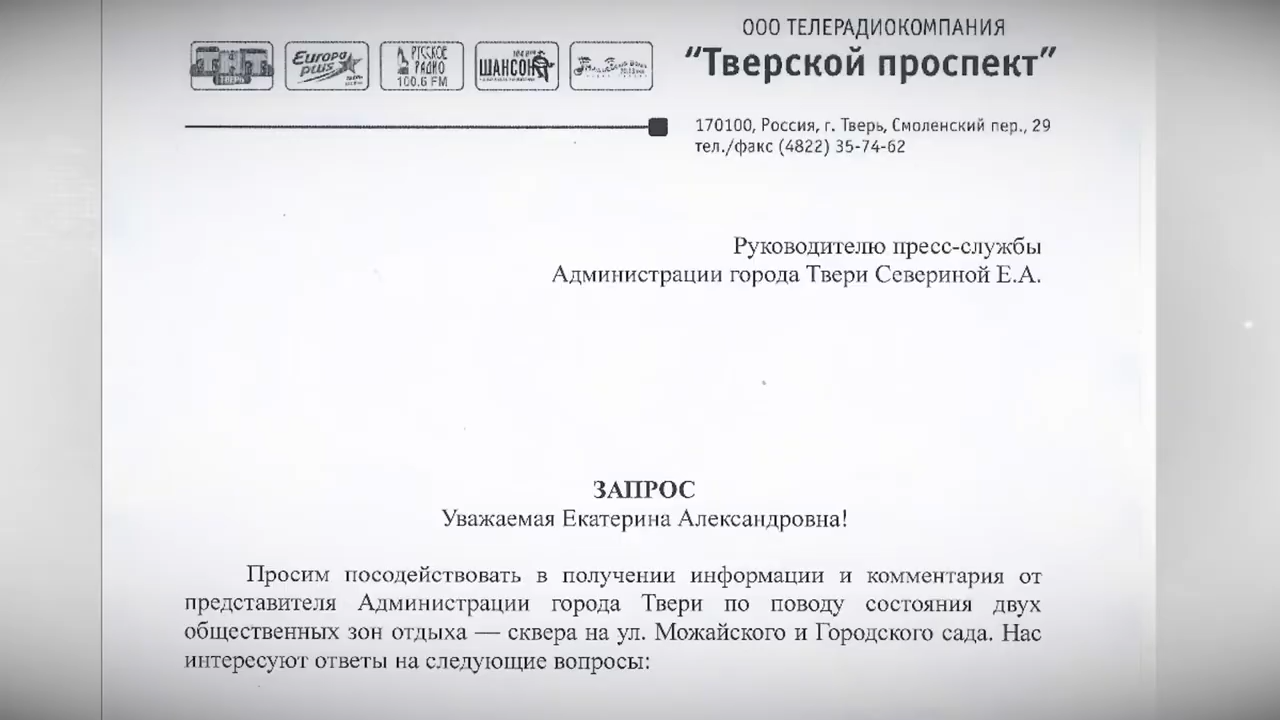 ООО ТЕЛЕРАДИОКОМПАНИЯ
"Тверской проспект"
ТВЕРЬ
Europa plus
РУССКОЕ РАДИО 100.6 FM
ШАНСОН
170100, Россия, г. Тверь, Смоленский пер., 29
тел./факс (4822) 35-74-62
Руководителю пресс-службы
Администрации города Твери Севериной Е.А.
ЗАПРОС
Уважаемая Екатерина Александровна!
Просим посодействовать в получении информации и комментария от
представителя Администрации города Твери по поводу состояния двух
общественных зон отдыха — сквера на ул. Можайского и Городского сада. Нас
интересуют ответы на следующие вопросы: